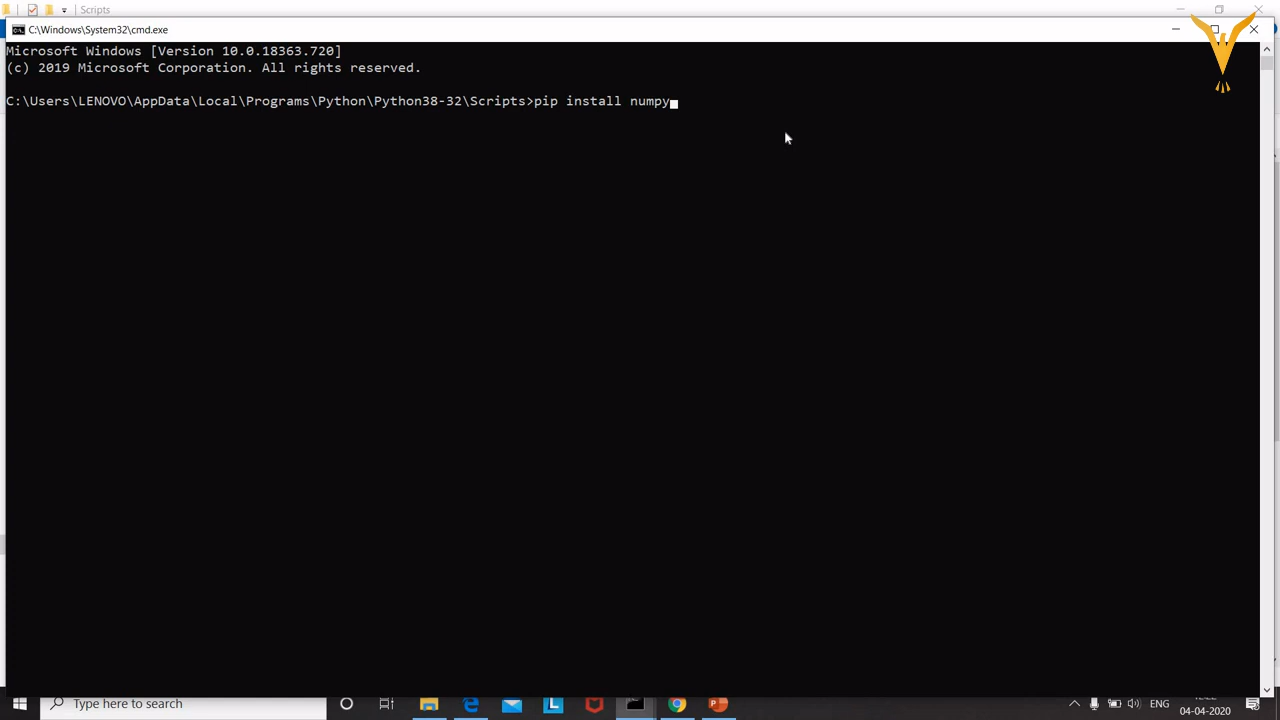 Scripts
C:\Windows\System32\cmd.exe
Microsoft Windows [Version 10.0.18363.720]
(c) 2019 Microsoft Corporation. All rights reserved.
C:\Users\LENOVO\AppData\Local\Programs\Python\Python38-32\Scripts>pip install numpy
Type here to search
ENG
04-04-2020